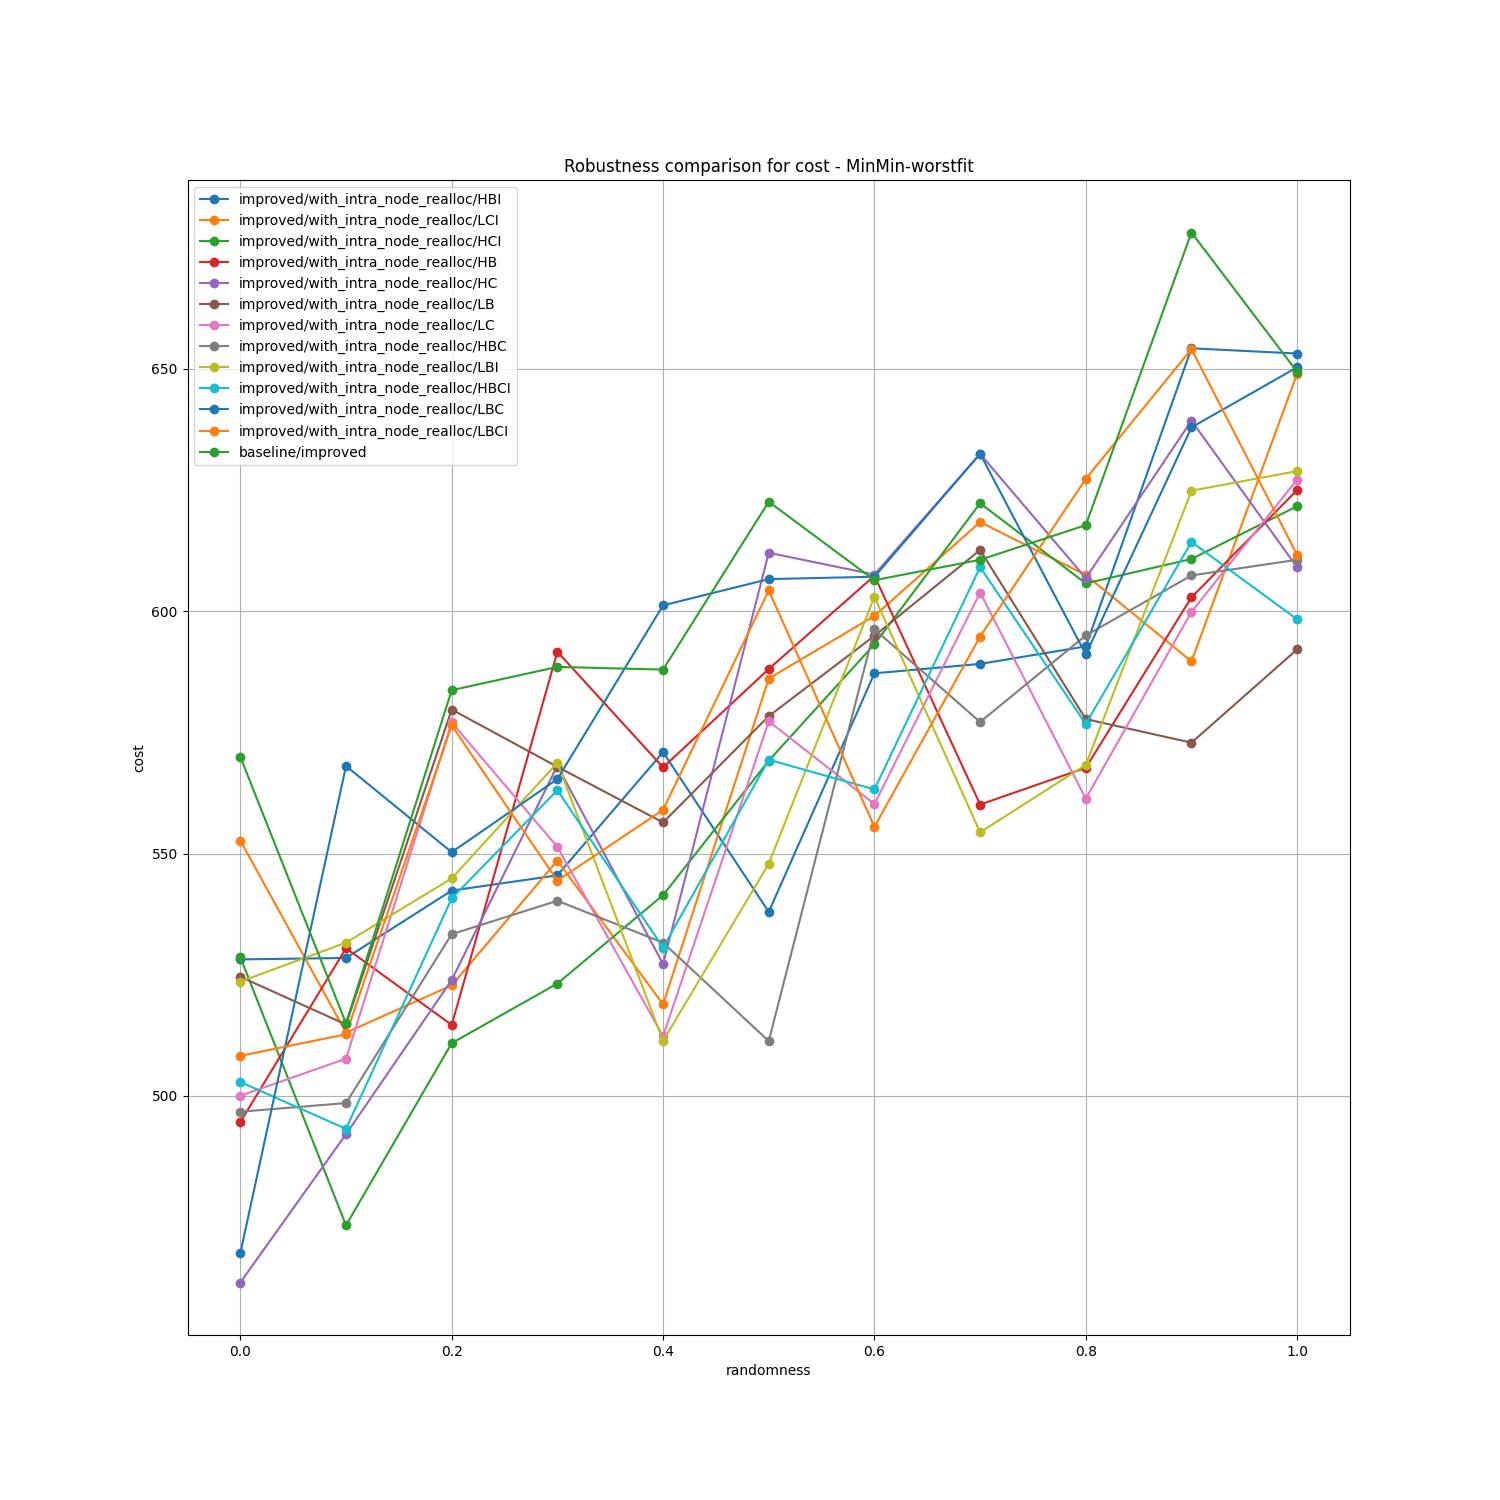 Robustness comparison for cost - MinMin-worstfit
improved/with_intra_node_realloc/HBI
improved/with_intra_node_realloc/LCI
improved/with_intra_node_realloc/HCI
improved/with_intra_node_realloc/HB
improved/with_intra_node_realloc/HC
improved/with_intra_node_realloc/LB
improved/with_intra_node_realloc/LC
improved/with_intra_node_realloc/HBC
improved/with_intra_node_realloc/LBI
improved/with_intra_node_realloc/HBCI
improved/with_intra_node_realloc/LBC
improved/with_intra_node_realloc/LBCI
baseline/improved
650
600
550
500
cost
0.0 0.2 0.4 0.6 0.8 1.0
randomness